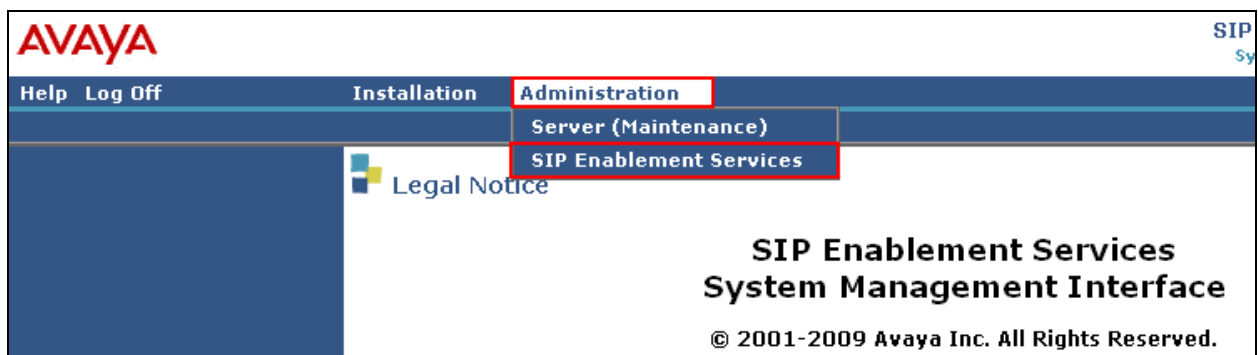 AVAYA
SIP
Sy
Help Log Off Installation Administration
Server (Maintenance)
SIP Enablement Services
Legal Notice
SIP Enablement Services
System Management Interface
© 2001-2009 Avaya Inc. All Rights Reserved.